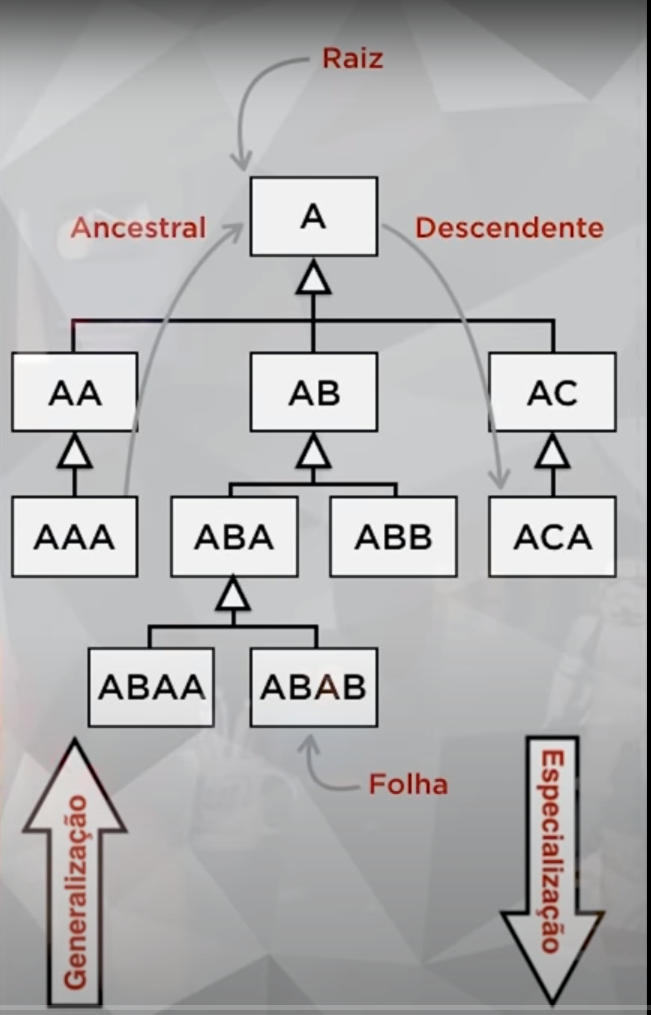 Raiz
A
Ancestral
Descendente
AA
AB
AC
AAA
ABA
ABB
ACA
ABAA
ABAB
Folha
Generalização
Especialização